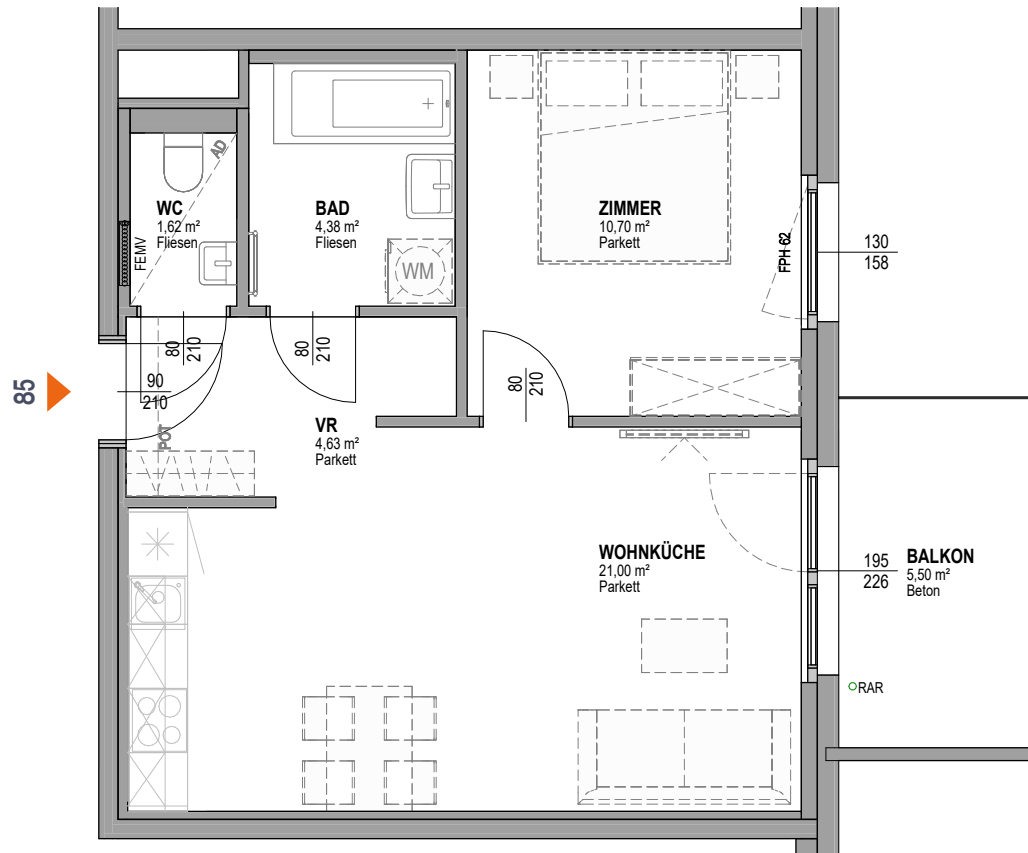 WC
1,62 m²
Fliesen
AD
FEMV
BAD
4,38 m²
Fliesen
WM
ZIMMER
10,70 m²
Parkett
FPH 62
130
158
80
210
80
210
80
210
90
210
85
POT
VR
4,63 m²
Parkett
WOHNKÜCHE
21,00 m²
Parkett
195
226
BALKON
5,50 m²
Beton
RAR